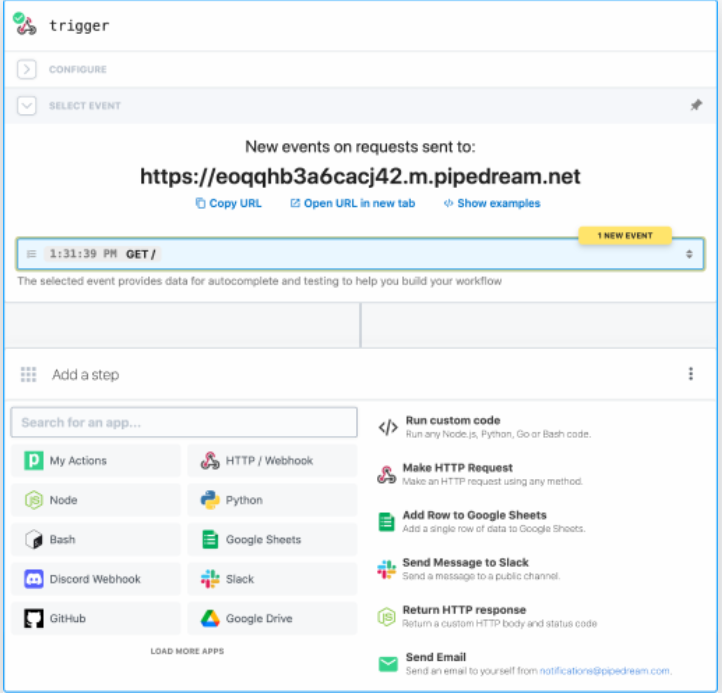 trigger
CONFIGURE
SELECT EVENT
New events on requests sent to:
https://eoqqhb3a6cacj42.m.pipedream.net
Copy URL Open URL in new tab </> Show examples
1 NEW EVENT
1:31:39 PM GET /
The selected event provides data for autocomplete and testing to help you build your workflow
Add a step
Search for an app...
My Actions
HTTP / Webhook
Node
Python
Bash
Google Sheets
Discord Webhook
Slack
GitHub
Google Drive
LOAD MORE APPS
</> Run custom code
Run any Node.js, Python, Go or Bash code.
Make HTTP Request
Make an HTTP request using any method.
Add Row to Google Sheets
Add a single row of data to Google Sheets.
Send Message to Slack
Send a message to a public channel.
Return HTTP response
Return a custom HTTP body and status code
Send Email
Send an email to yourself from notifications@pipedream.com.